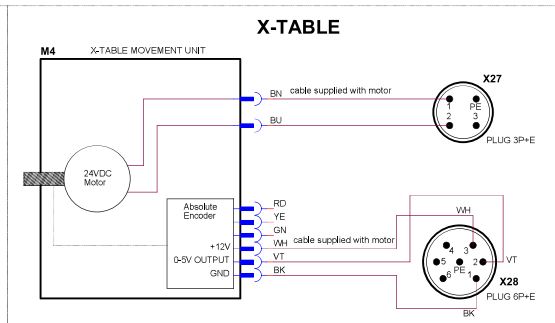 X-TABLE
M4 X-TABLE MOVEMENT UNIT
X27
BN cable supplied with motor
1 PE
2 3
BU
PLUG 3P+E
24VDC
Motor
Absolute
Encoder
RD
YE
GN
WH
+12V
WH cable supplied with motor
0-5V OUTPUT
VT
GND
BK
4 3
5 2 VT
PE
6 1
X28
PLUG 6P+E
BK